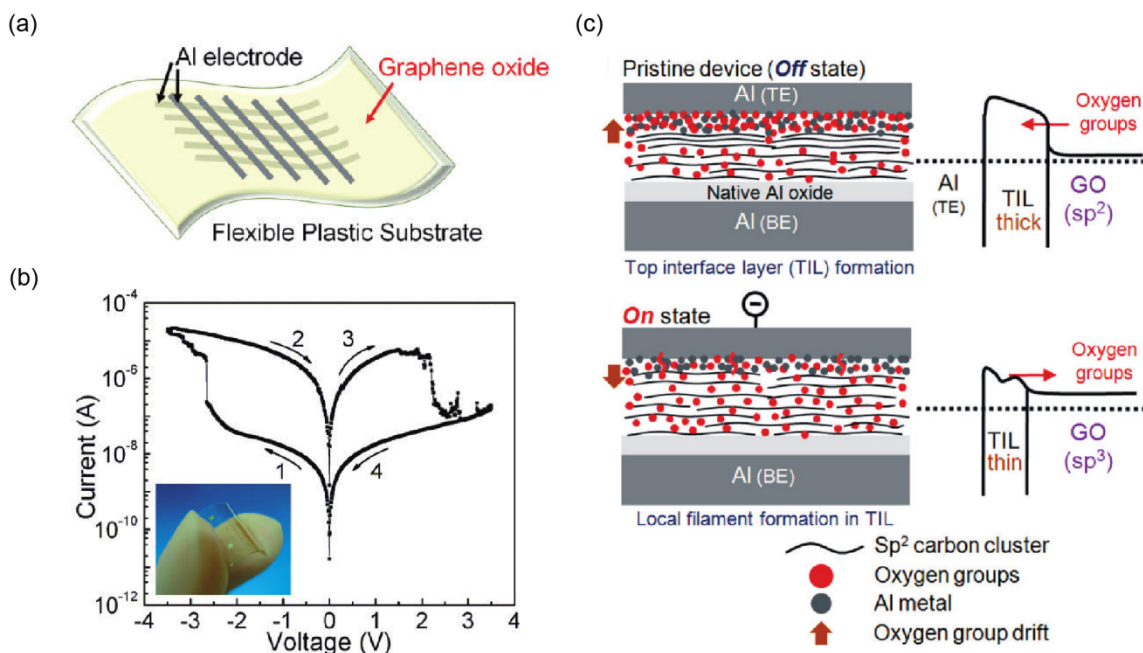 (a)
Al electrode
Graphene oxide
Flexible Plastic Substrate
(b)
Current (A)
10⁻⁴
10⁻⁶
10⁻⁸
10⁻¹⁰
10⁻¹²
1
2
3
4
-4 -3 -2 -1 0 1 2 3 4
Voltage (V)
(c)
Pristine device (Off state)
Al (TE)
Native Al oxide
Al (BE)
Top interface layer (TIL) formation
Oxygen
groups
Al
(TE)
TIL
thick
GO
(sp²)
On state
−
Al (BE)
Local filament formation in TIL
Oxygen
groups
TIL
thin
GO
(sp³)
Sp² carbon cluster
Oxygen groups
Al metal
Oxygen group drift